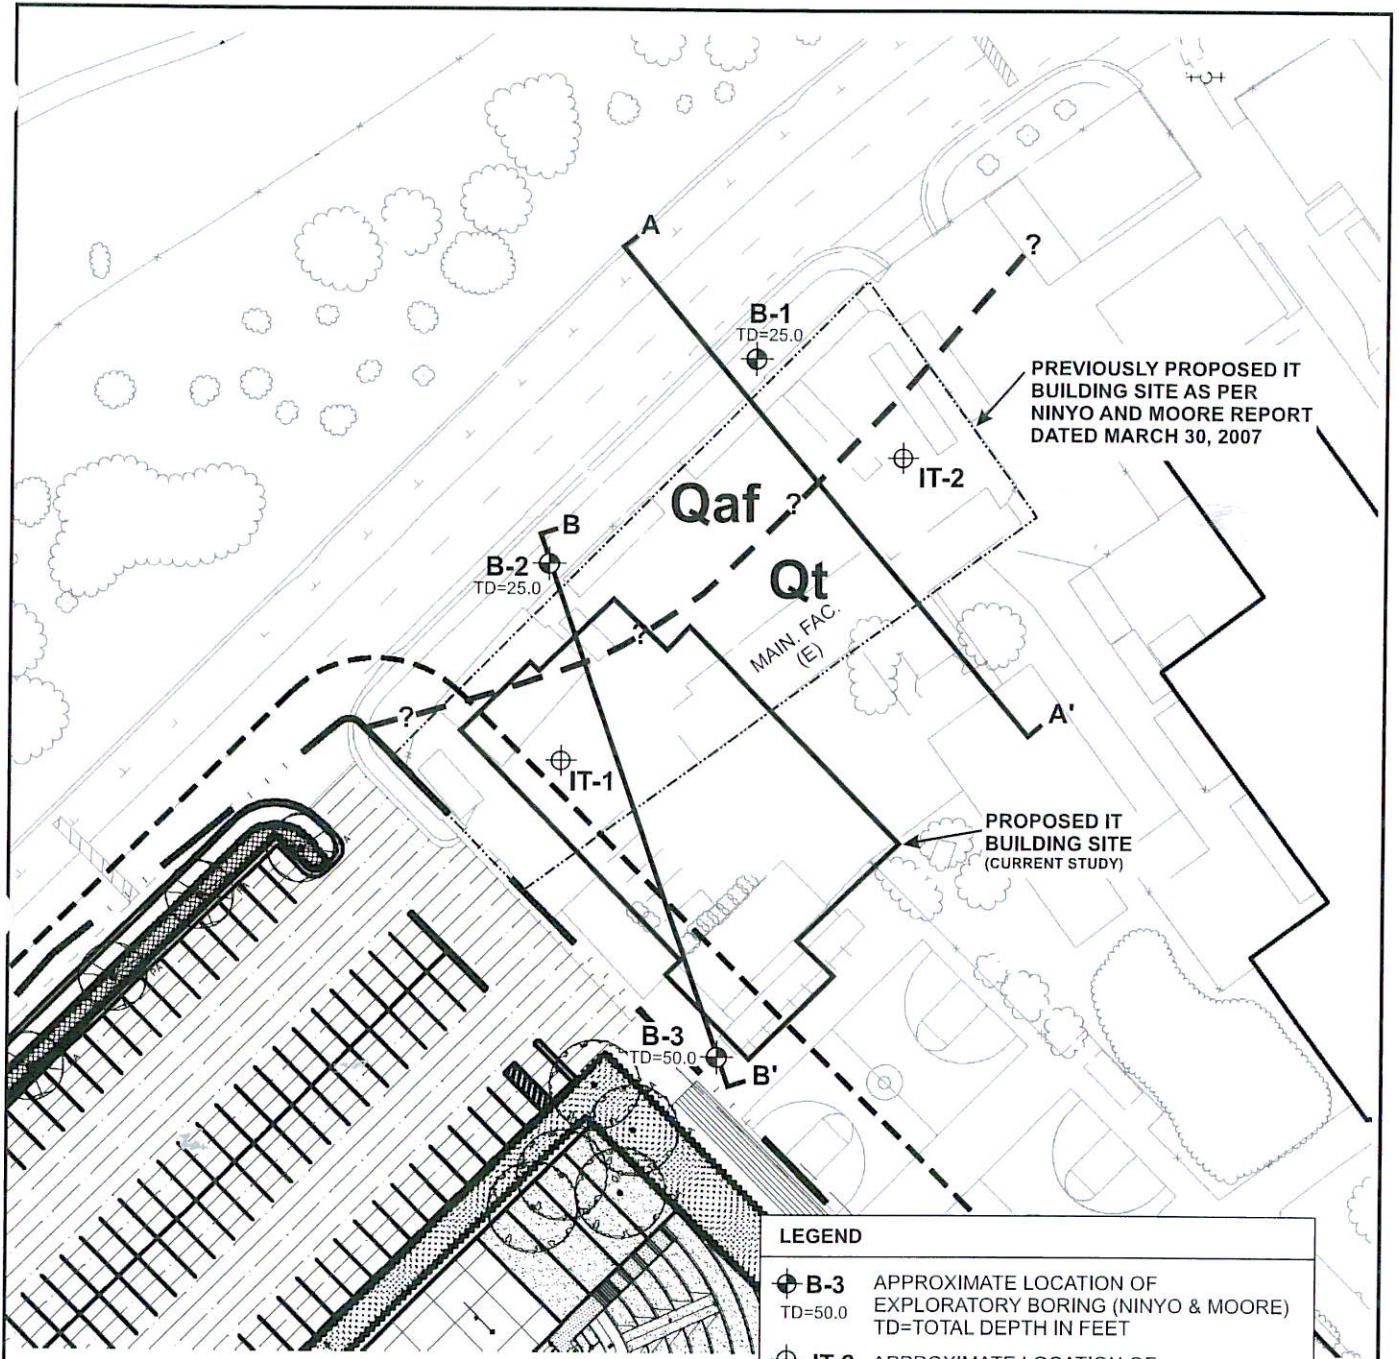 A
?
B-1
TD=25.0
PREVIOUSLY PROPOSED IT
BUILDING SITE AS PER
NINYO AND MOORE REPORT
DATED MARCH 30, 2007
IT-2
Qaf
?
B
B-2
TD=25.0
Qt
?
MAIN. FAC.
(E)
?
A'
IT-1
PROPOSED IT
BUILDING SITE
(CURRENT STUDY)
B-3
TD=50.0
B'
LEGEND
B-3
TD=50.0
APPROXIMATE LOCATION OF
EXPLORATORY BORING (NINYO & MOORE)
TD=TOTAL DEPTH IN FEET